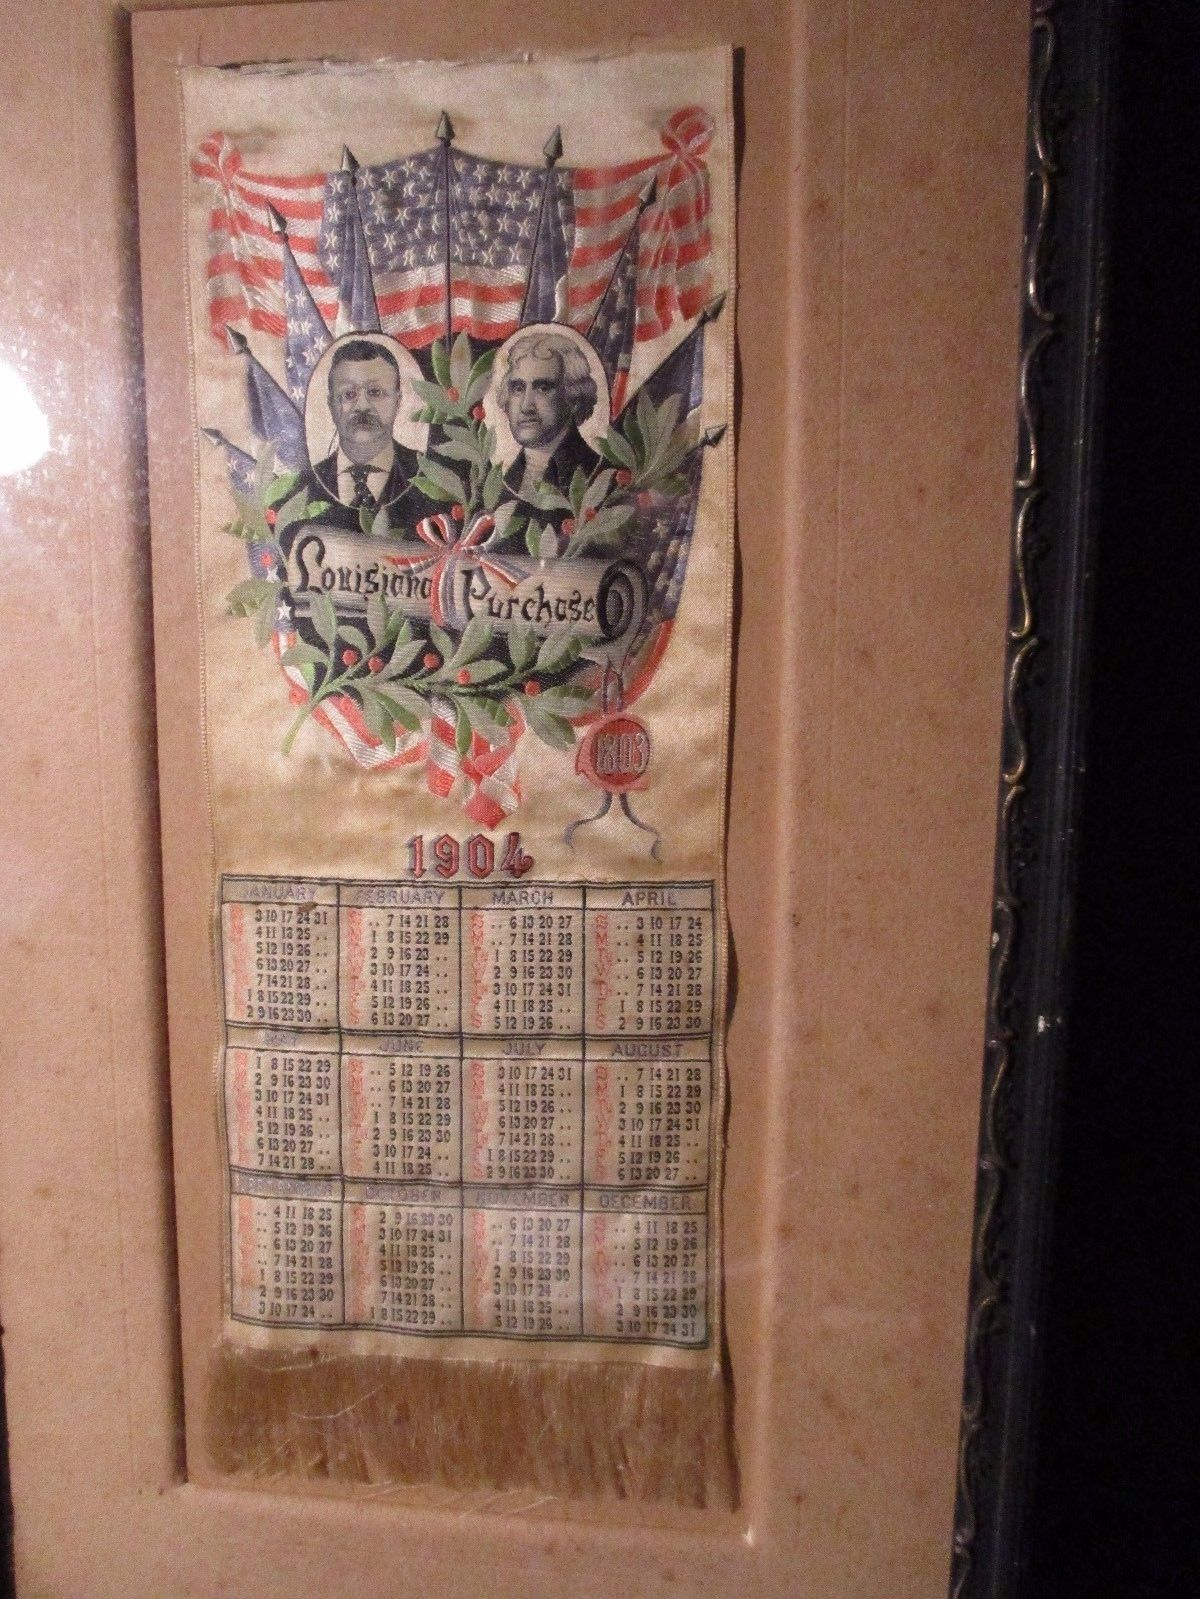 Louisiana Purchase
1803
1904
JANUARY FEBRUARY MARCH APRIL
3 10 17 24 31 S .. 7 14 21 28 S .. 6 13 20 27 S .. 3 10 17 24
4 11 18 25 .. M 1 8 15 22 29 M .. 7 14 21 28 M .. 4 11 18 25
5 12 19 26 .. 2 9 16 23 .. 1 8 15 22 29 .. 5 12 19 26
6 13 20 27 .. 3 10 17 24 .. W 2 9 16 23 30 W .. 6 13 20 27
7 14 21 28 .. 4 11 18 25 .. 3 10 17 24 31 .. 7 14 21 28
1 8 15 22 29 .. F 5 12 19 26 .. F 4 11 18 25 .. F 1 8 15 22 29
2 9 16 23 30 .. S 6 13 20 27 .. S 5 12 19 26 .. S 2 9 16 23 30
MAY JUNE JULY AUGUST
1 8 15 22 29 .. 5 12 19 26 3 10 17 24 31 .. 7 14 21 28
2 9 16 23 30 .. 6 13 20 27 4 11 18 25 .. 1 8 15 22 29
3 10 17 24 31 .. 7 14 21 28 5 12 19 26 .. 2 9 16 23 30
4 11 18 25 .. 1 8 15 22 29 6 13 20 27 .. 3 10 17 24 31
5 12 19 26 .. 2 9 16 23 30 7 14 21 28 .. 4 11 18 25 ..
6 13 20 27 .. 3 10 17 24 .. 1 8 15 22 29 .. 5 12 19 26 ..
7 14 21 28 .. 4 11 18 25 .. 2 9 16 23 30 .. 6 13 20 27 ..
SEPTEMBER OCTOBER NOVEMBER DECEMBER
.. 4 11 18 25 2 9 16 23 30 .. 6 13 20 27 .. 4 11 18 25
.. 5 12 19 26 3 10 17 24 31 .. 7 14 21 28 .. 5 12 19 26
.. 6 13 20 27 4 11 18 25 .. 1 8 15 22 29 .. 6 13 20 27
.. 7 14 21 28 5 12 19 26 .. 2 9 16 23 30 .. 7 14 21 28
1 8 15 22 29 6 13 20 27 .. 3 10 17 24 .. 1 8 15 22 29
2 9 16 23 30 7 14 21 28 .. 4 11 18 25 .. 2 9 16 23 30
3 10 17 24 .. 1 8 15 22 29 .. 5 12 19 26 .. 3 10 17 24 31